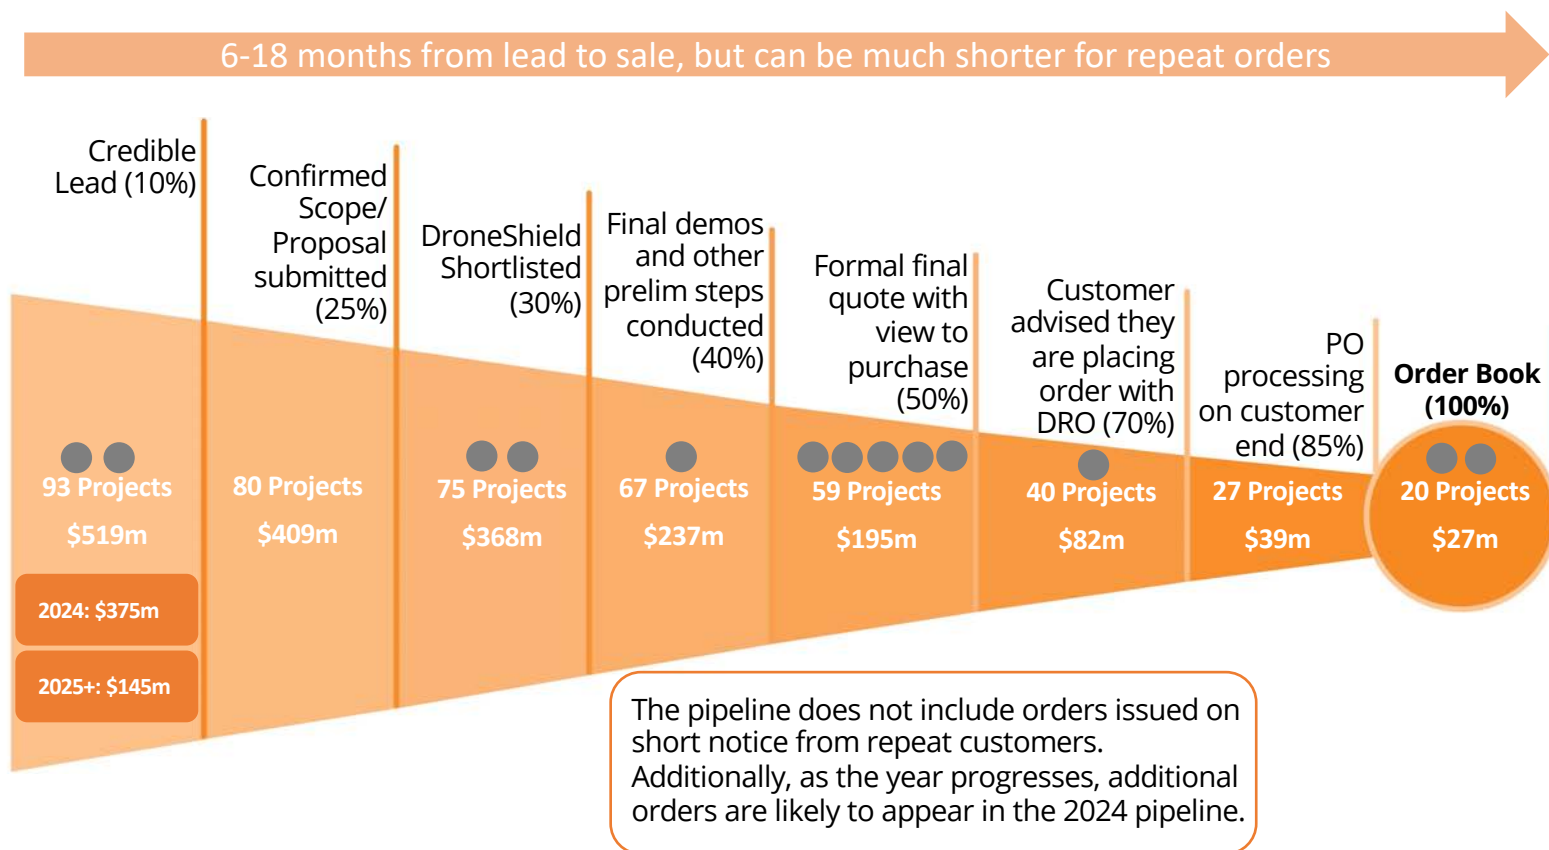 6-18 months from lead to sale, but can be much shorter for repeat orders
Credible
Lead (10%)
Confirmed
Scope/
Proposal
submitted
(25%)
DroneShield
Shortlisted
(30%)
Final demos
and other
prelim steps
conducted
(40%)
Formal final
quote with
view to
purchase
(50%)
Customer
advised they
are placing
order with
DRO (70%)
PO
processing
on customer
end (85%)
Order Book
(100%)
93 Projects
$519m
80 Projects
$409m
75 Projects
$368m
67 Projects
$237m
59 Projects
$195m
40 Projects
$82m
27 Projects
$39m
20 Projects
$27m
2024: $375m
2025+: $145m
The pipeline does not include orders issued on
short notice from repeat customers.
Additionally, as the year progresses, additional
orders are likely to appear in the 2024 pipeline.